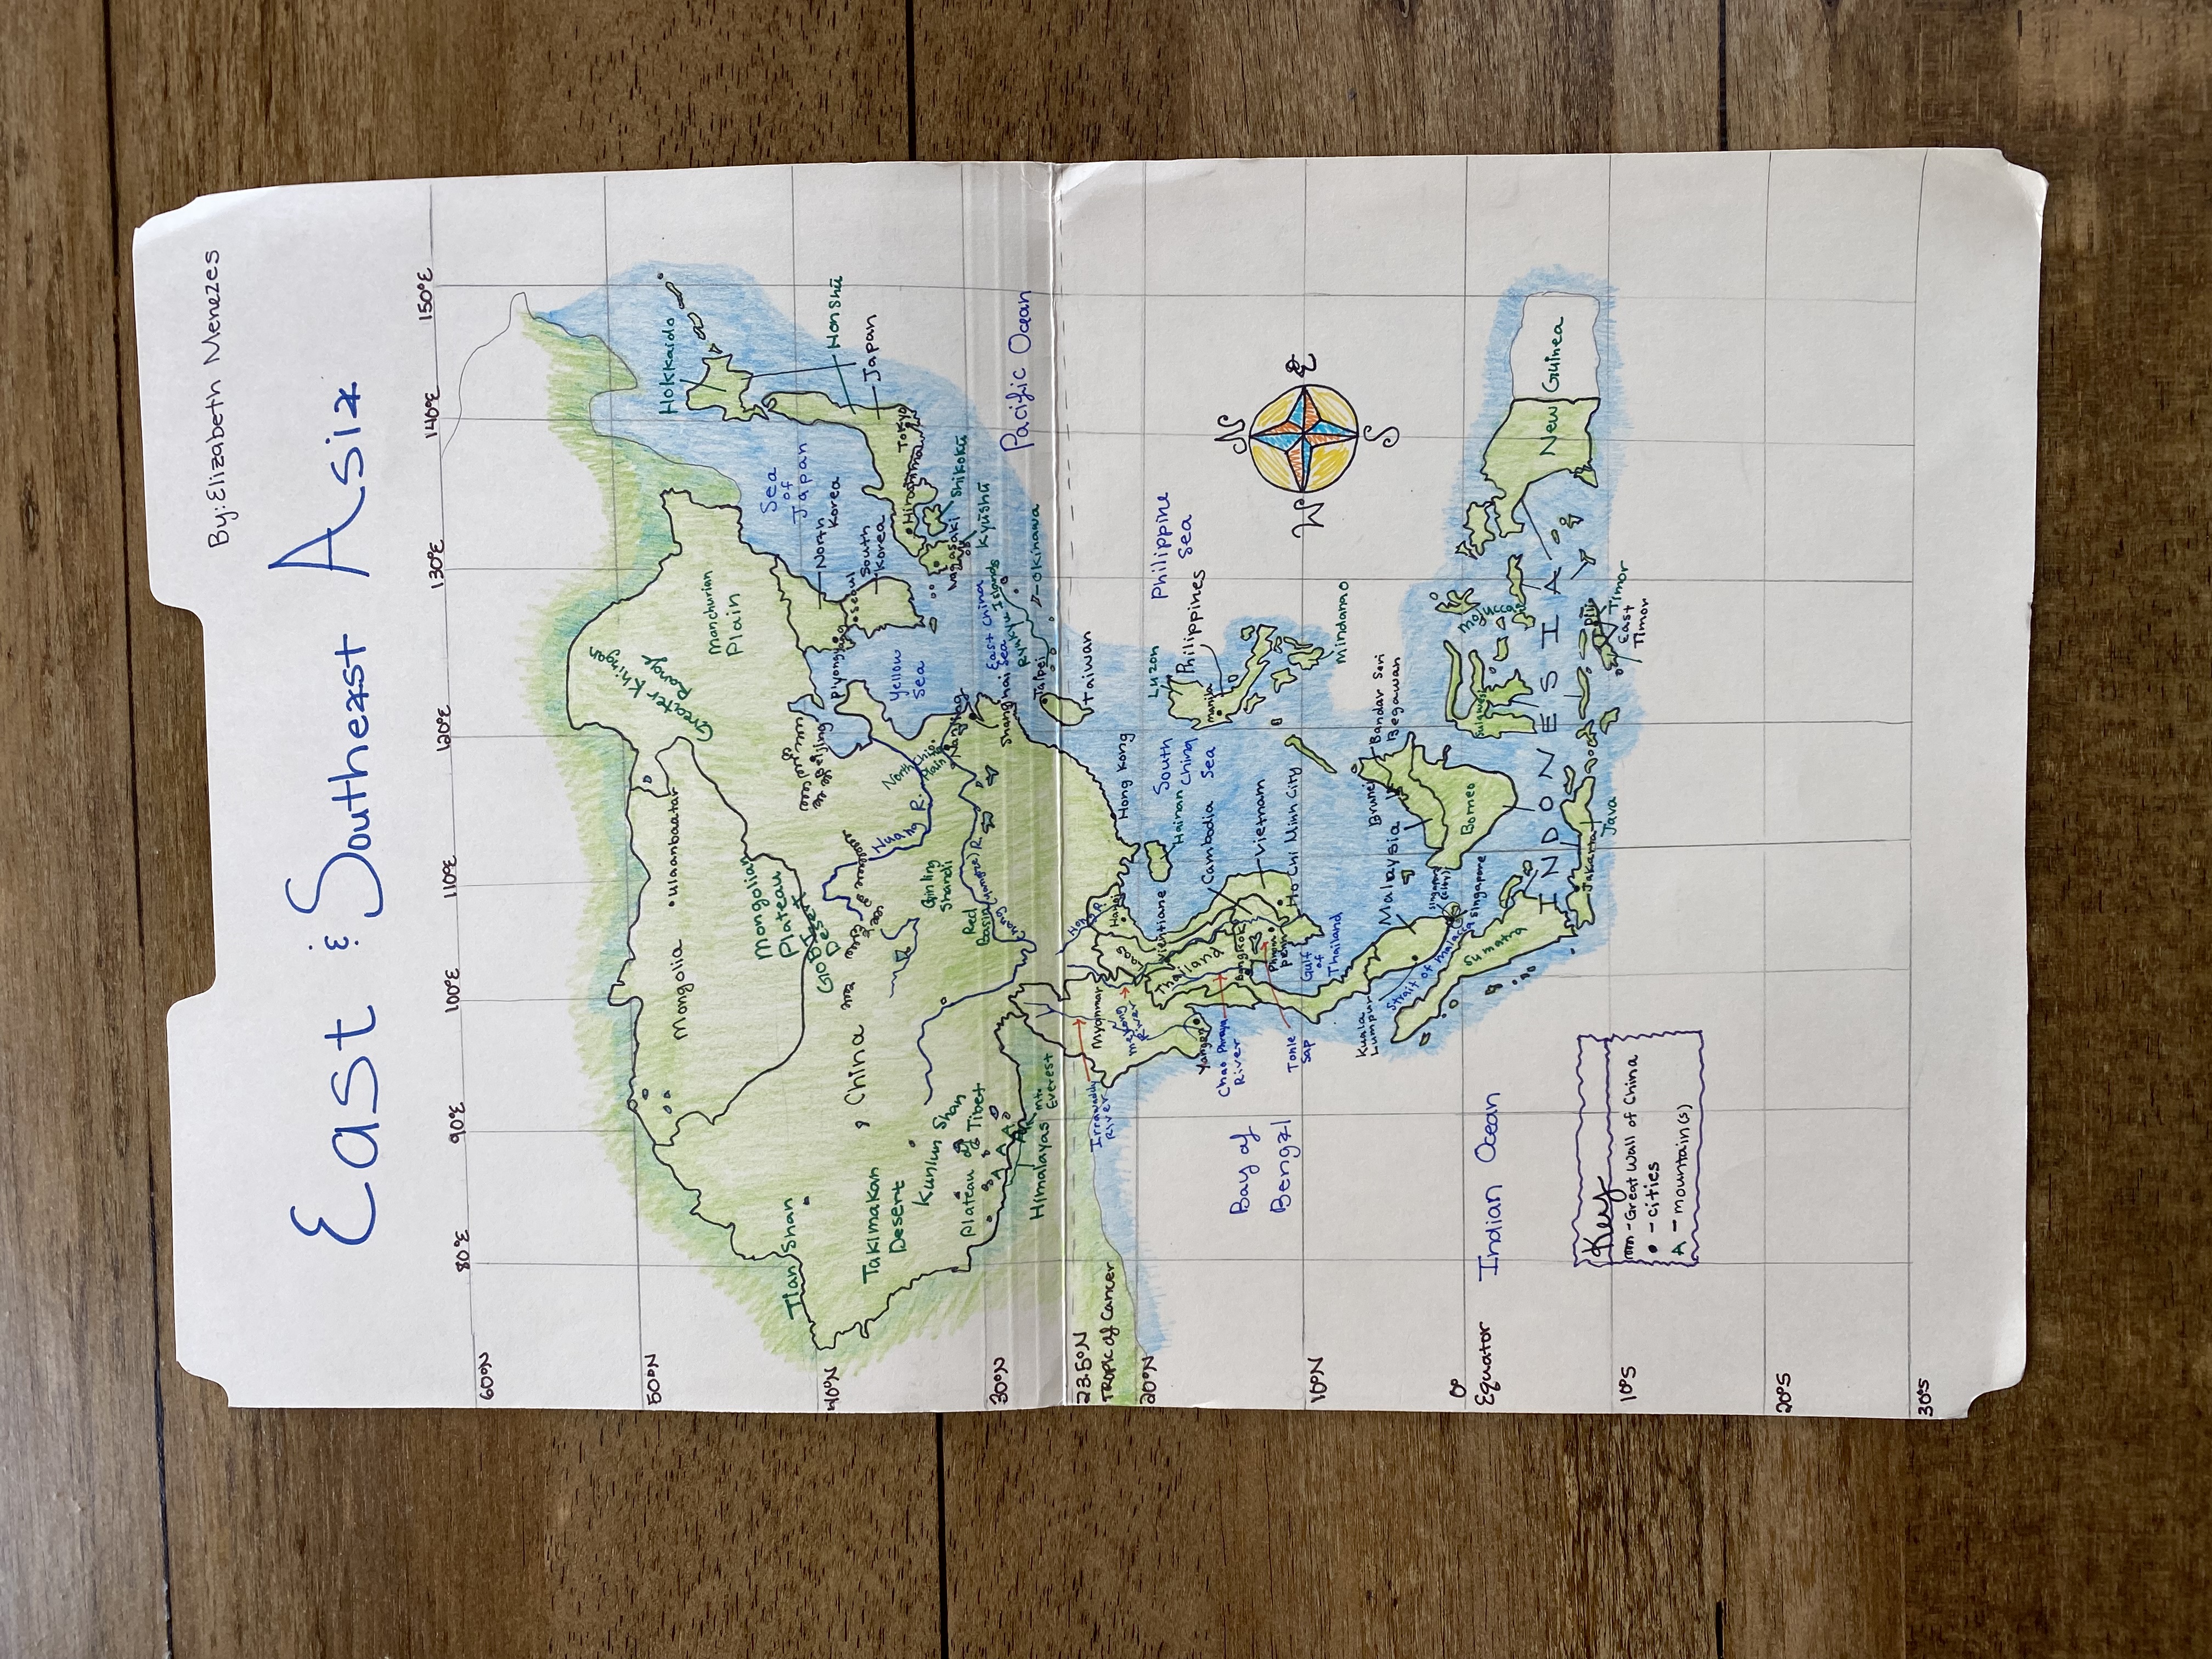 By: Elizabeth Menezes
East & Southeast Asia
80°E 90°E 100°E 110°E 120°E 130°E 140°E 150°E
60°N
50°N
Hokkaido
Greater Khingan
Range
Mongolia
Ulaanbaatar
Manchurian
Plain
Mongolian
Plateau
Sea
of
Japan
Tian Shan
GOBI
Desert
40°N
Beijing
North
Korea
P'yongyang
Honshū
Seoul
China
South
Korea
Japan
Takimakan
Desert
Huang R.
Yellow
Sea
North China
Plain
Tokyo
Hiroshima
Kunlun Shan
Qinling
Shandi
Nanjing
Nagasaki
Shikokū
Plateau of Tibet
Red
Basin
Chang (Yangtze) R.
Kyūshū
30°N
East China
Sea
Shanghai
Ryukyu Islands
Pacific Ocean
Himalayas
Mt.
Everest
Taipei
Okinawa
23.5°N
Tropic of Cancer
Taiwan
Irrawaddy
River
Myanmar
Hong R.
Hanoi
Hong Kong
Mekong
River
Laos
20°N
Vientiane
Hainan
South
China
Sea
Luzon
Philippine
Sea
Philippines
Thailand
Yangon
Manila
Cambodia
Chao Phraya
River
Bay of
Bengal
Bangkok
Vietnam
N
W E
S
Phnom
Penh
Tonle
Sap
Ho Chi Minh City
10°N
Gulf
of
Thailand
Mindanao
Kuala
Lumpur
Brunei
Bandar Seri
Begawan
Malaysia
Strait of Malacca
Singapore
(city)
0°
Equator
Singapore
Borneo
Sulawesi
Moluccas
Indian Ocean
Sumatra
INDONESIA
New Guinea
Jakarta
Java
Dili
Timor
East
Timor
10°S
Key
-Great Wall of China
-cities
-mountain(s)
20°S
30°S